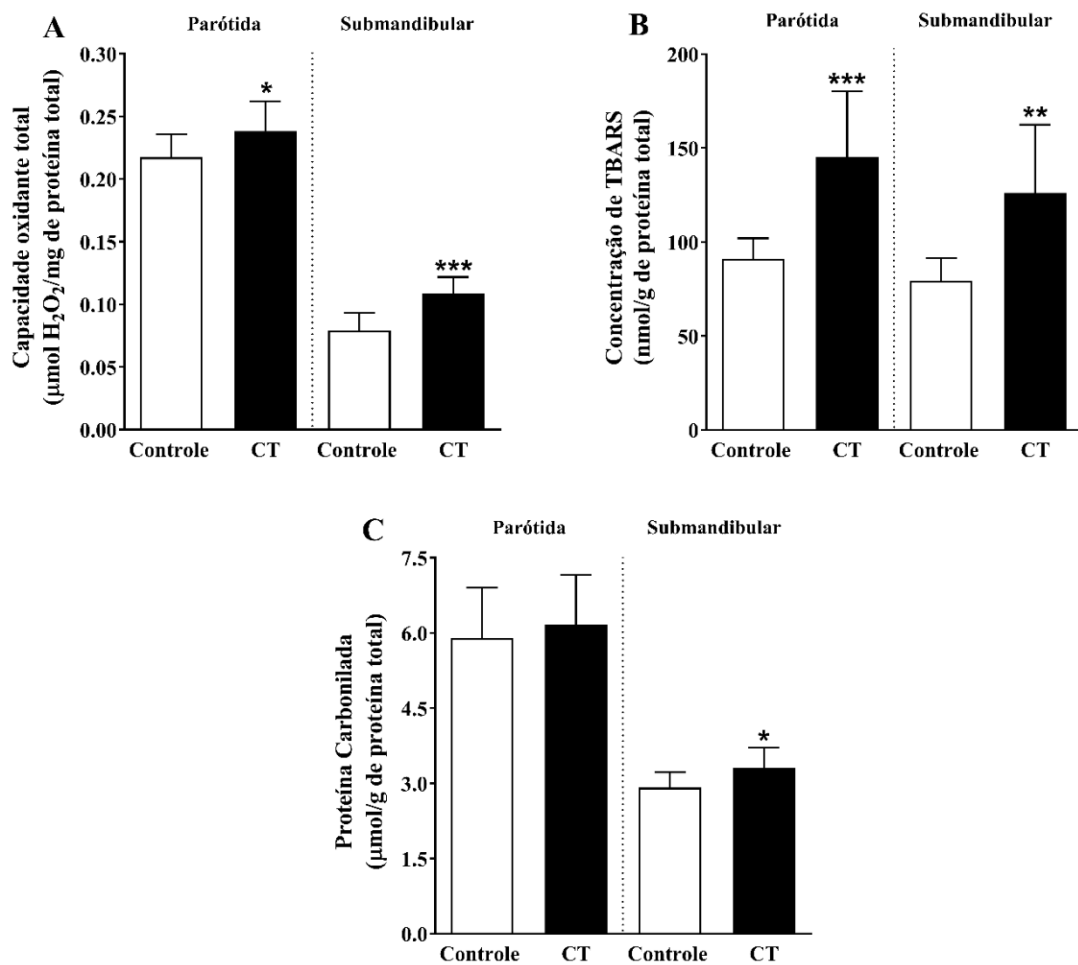 A
Parótida Submandibular
Capacidade oxidante total
(μmol H₂O₂/mg de proteína total)
0.30
0.25
0.20
0.15
0.10
0.05
0.00
*
***
Controle CT Controle CT
B
Parótida Submandibular
Concentração de TBARS
(nmol/g de proteína total)
200
150
100
50
0
***
**
Controle CT Controle CT
C
Parótida Submandibular
Proteína Carbonilada
(μmol/g de proteína total)
7.5
6.0
4.5
3.0
1.5
0.0
*
Controle CT Controle CT